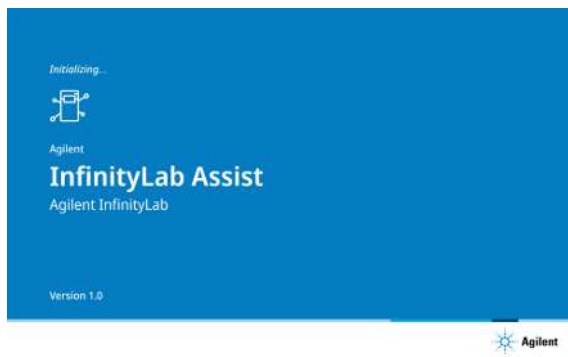 Initializing...
Agilent
InfinityLab Assist
Agilent InfinityLab
Version 1.0
Agilent